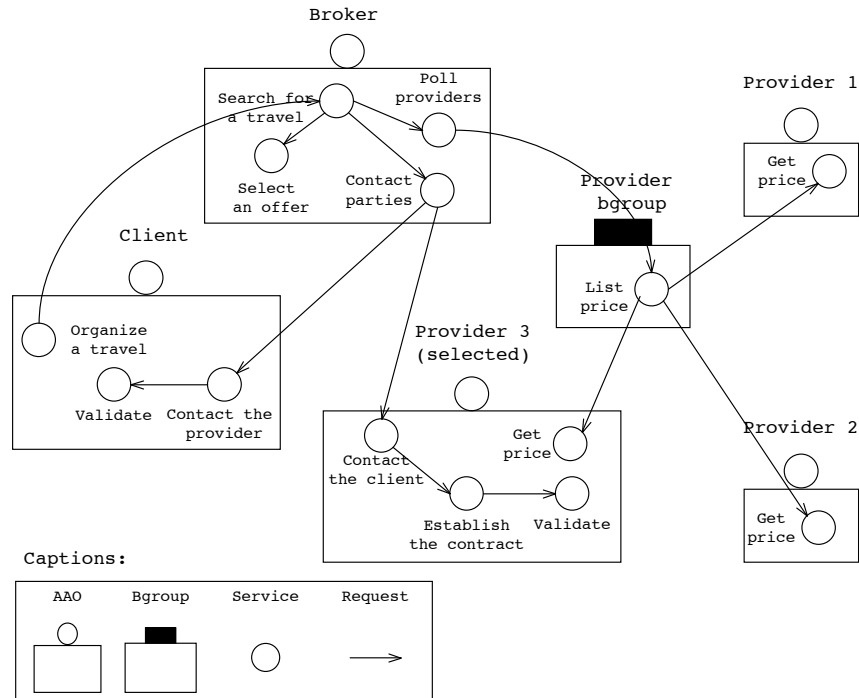 Broker
Search for
a travel
Poll
providers
Select
an offer
Contact
parties
Provider 1
Get
price
Provider
bgroup
List
price
Client
Organize
a travel
Validate
Contact the
provider
Provider 3
(selected)
Contact
the client
Get
price
Establish
the contract
Validate
Provider 2
Get
price
Captions:
AAO
Bgroup
Service
Request